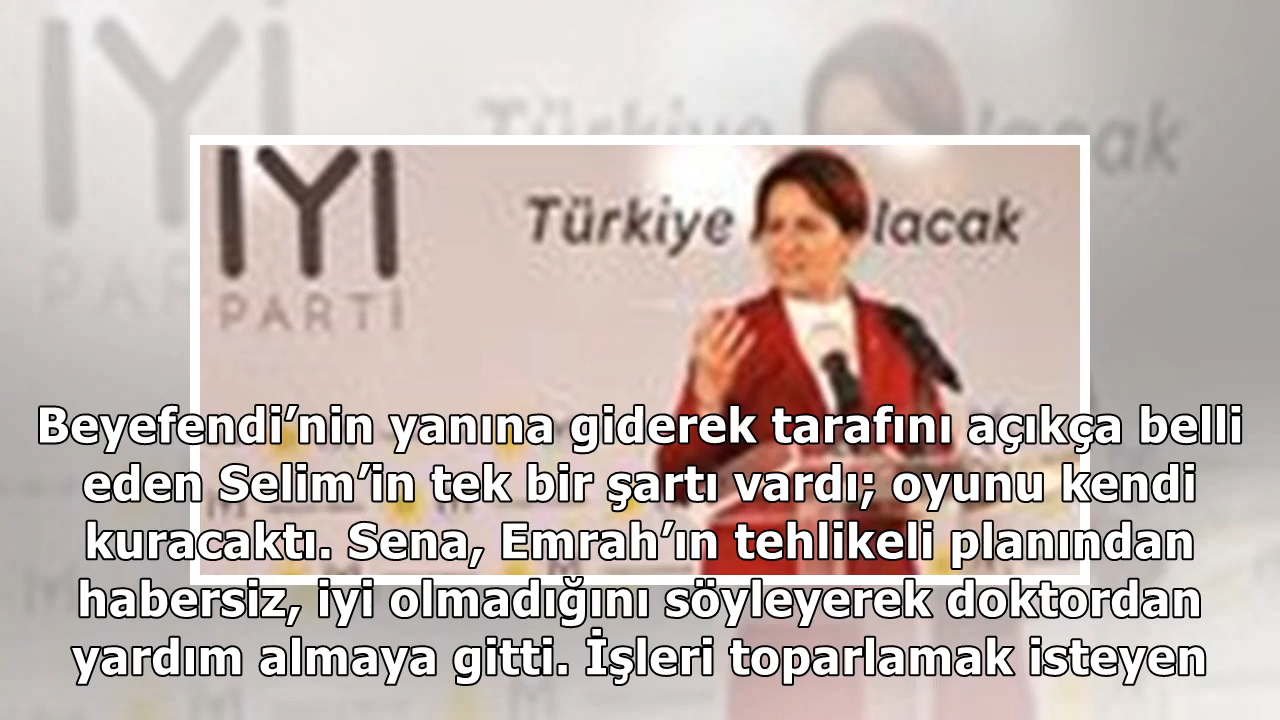 İYİ
PARTİ
Türkiye
lacak
Beyefendi’nin yanına giderek tarafını açıkça belli
eden Selim’in tek bir şartı vardı; oyunu kendi
kuracaktı. Sena, Emrah’ın tehlikeli planından
habersiz, iyi olmadığını söyleyerek doktordan
yardım almaya gitti. İşleri toparlamak isteyen